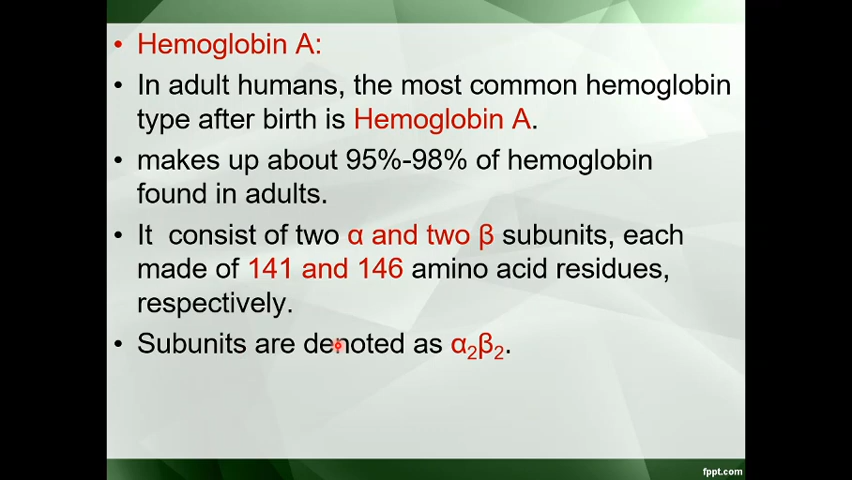 • Hemoglobin A:
• In adult humans, the most common hemoglobin
type after birth is Hemoglobin A.
• makes up about 95%-98% of hemoglobin
found in adults.
• It consist of two α and two β subunits, each
made of 141 and 146 amino acid residues,
respectively.
• Subunits are denoted as α₂β₂.
fppt.com